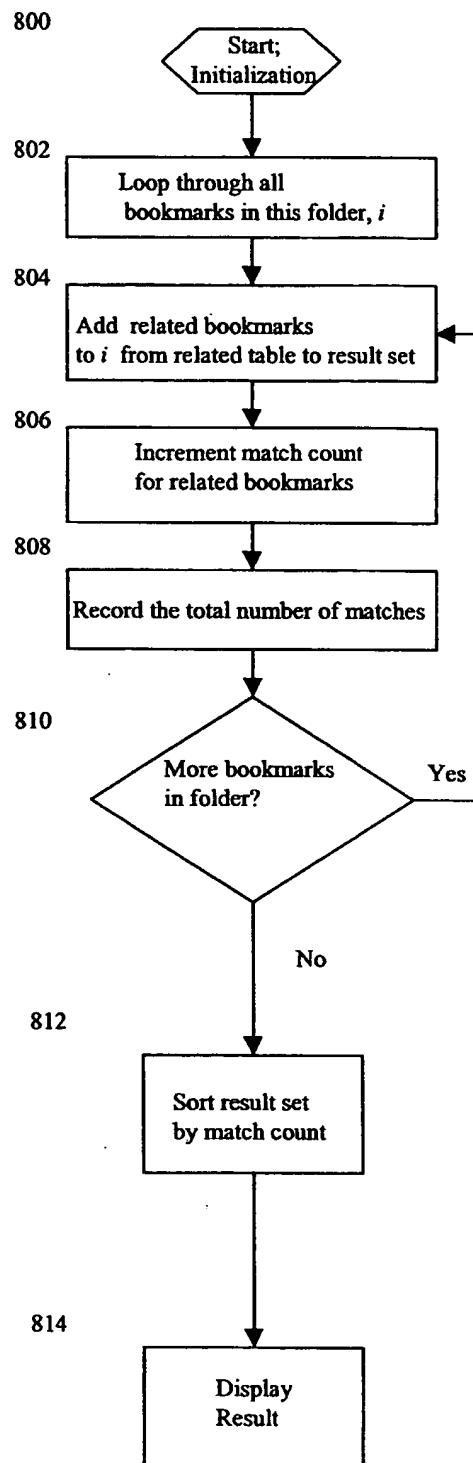 800
Start;
Initialization
802
Loop through all
bookmarks in this folder, i
804
Add related bookmarks
to i from related table to result set
806
Increment match count
for related bookmarks
808
Record the total number of matches
810
More bookmarks
in folder?
Yes
No
812
Sort result set
by match count
814
Display
Result